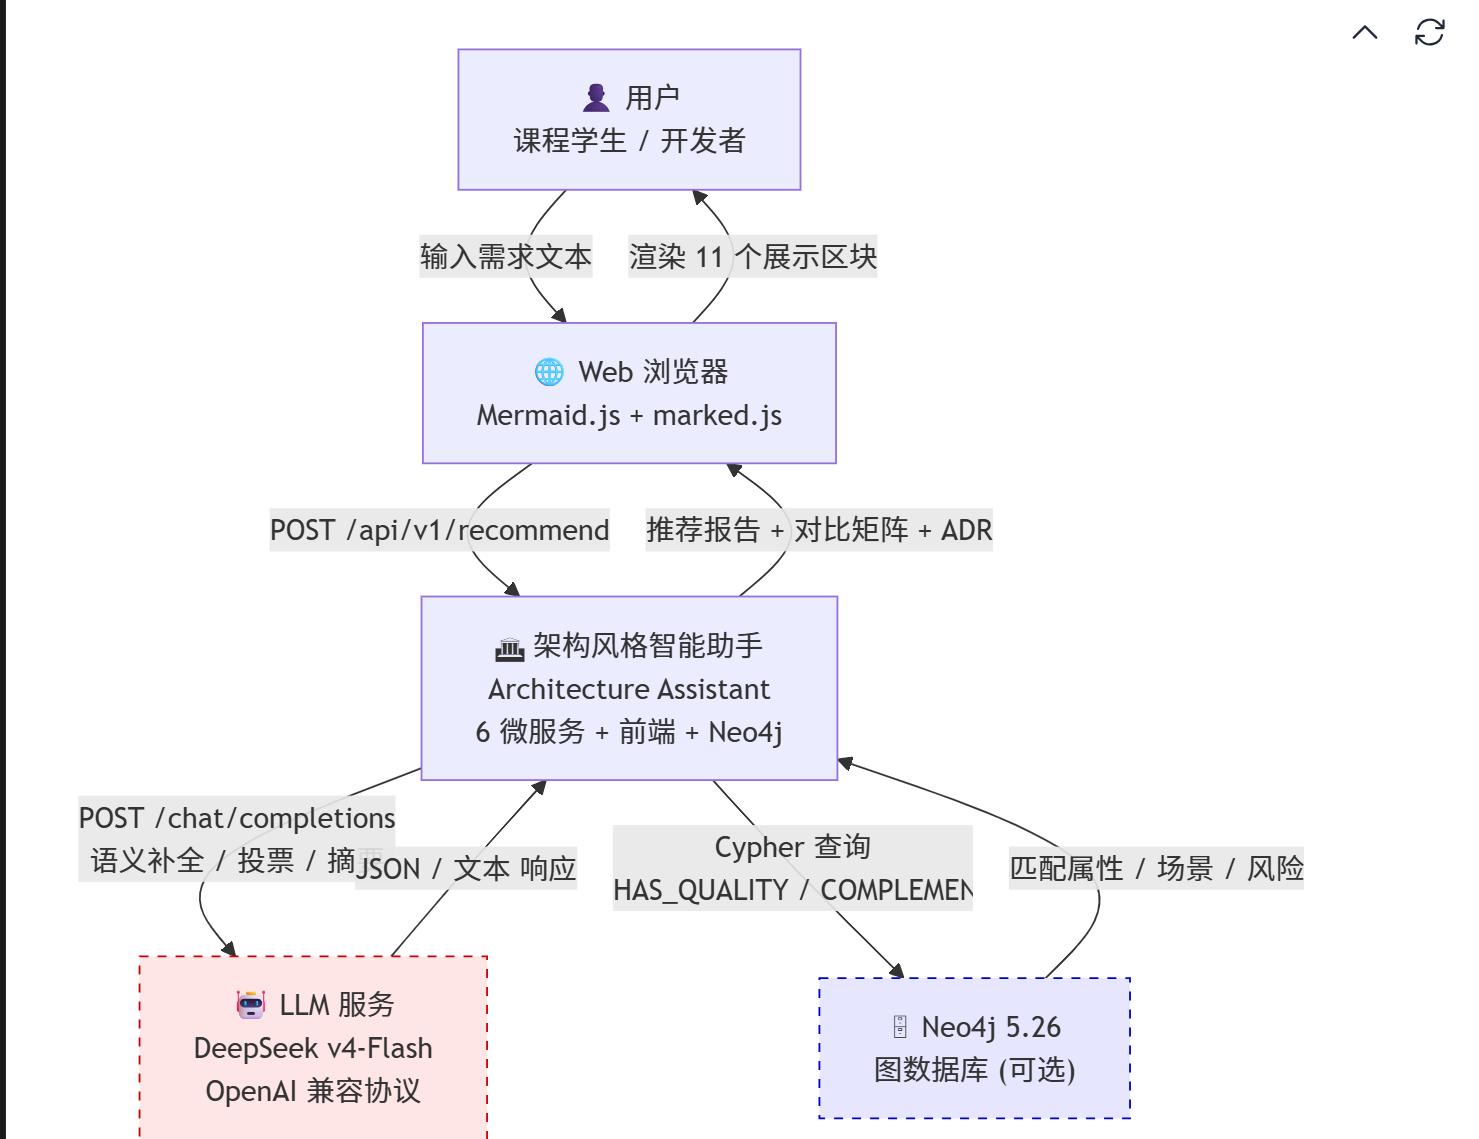 用户
课程学生 / 开发者
输入需求文本
渲染 11 个展示区块
Web 浏览器
Mermaid.js + marked.js
POST /api/v1/recommend
推荐报告 + 对比矩阵 + ADR
架构风格智能助手
Architecture Assistant
6 微服务 + 前端 + Neo4j
POST /chat/completions
语义补全 / 投票 / 摘
JSON / 文本 响应
Cypher 查询
HAS_QUALITY / COMPLEMEN
匹配属性 / 场景 / 风险
LLM 服务
DeepSeek v4-Flash
OpenAI 兼容协议
Neo4j 5.26
图数据库 (可选)